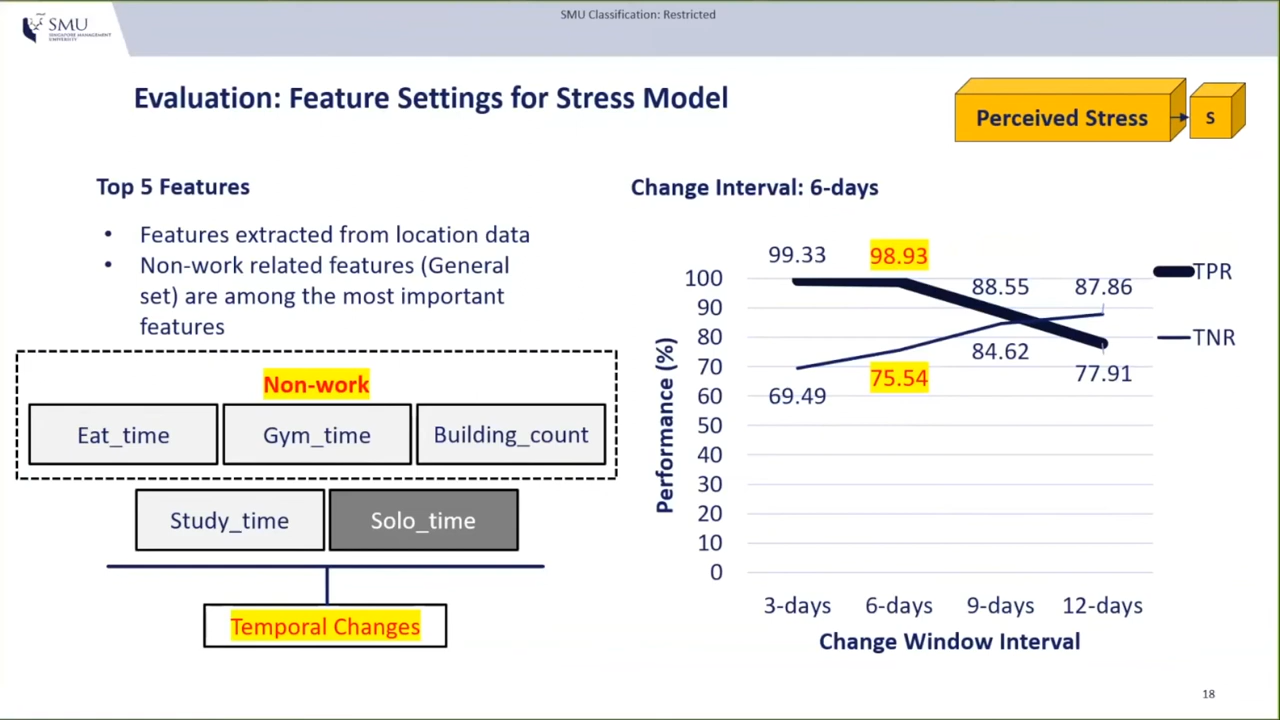 SMU Classification: Restricted
SMU
SINGAPORE MANAGEMENT
UNIVERSITY
Evaluation: Feature Settings for Stress Model
Perceived Stress
S
Top 5 Features
• Features extracted from location data
• Non-work related features (General
set) are among the most important
features
Non-work
Eat_time
Gym_time
Building_count
Study_time
Solo_time
Temporal Changes
Change Interval: 6-days
99.33
98.93
88.55
87.86
TPR
TNR
100
90
80
70
60
50
40
30
20
10
0
69.49
75.54
84.62
77.91
Performance (%)
3-days
6-days
9-days
12-days
Change Window Interval
18